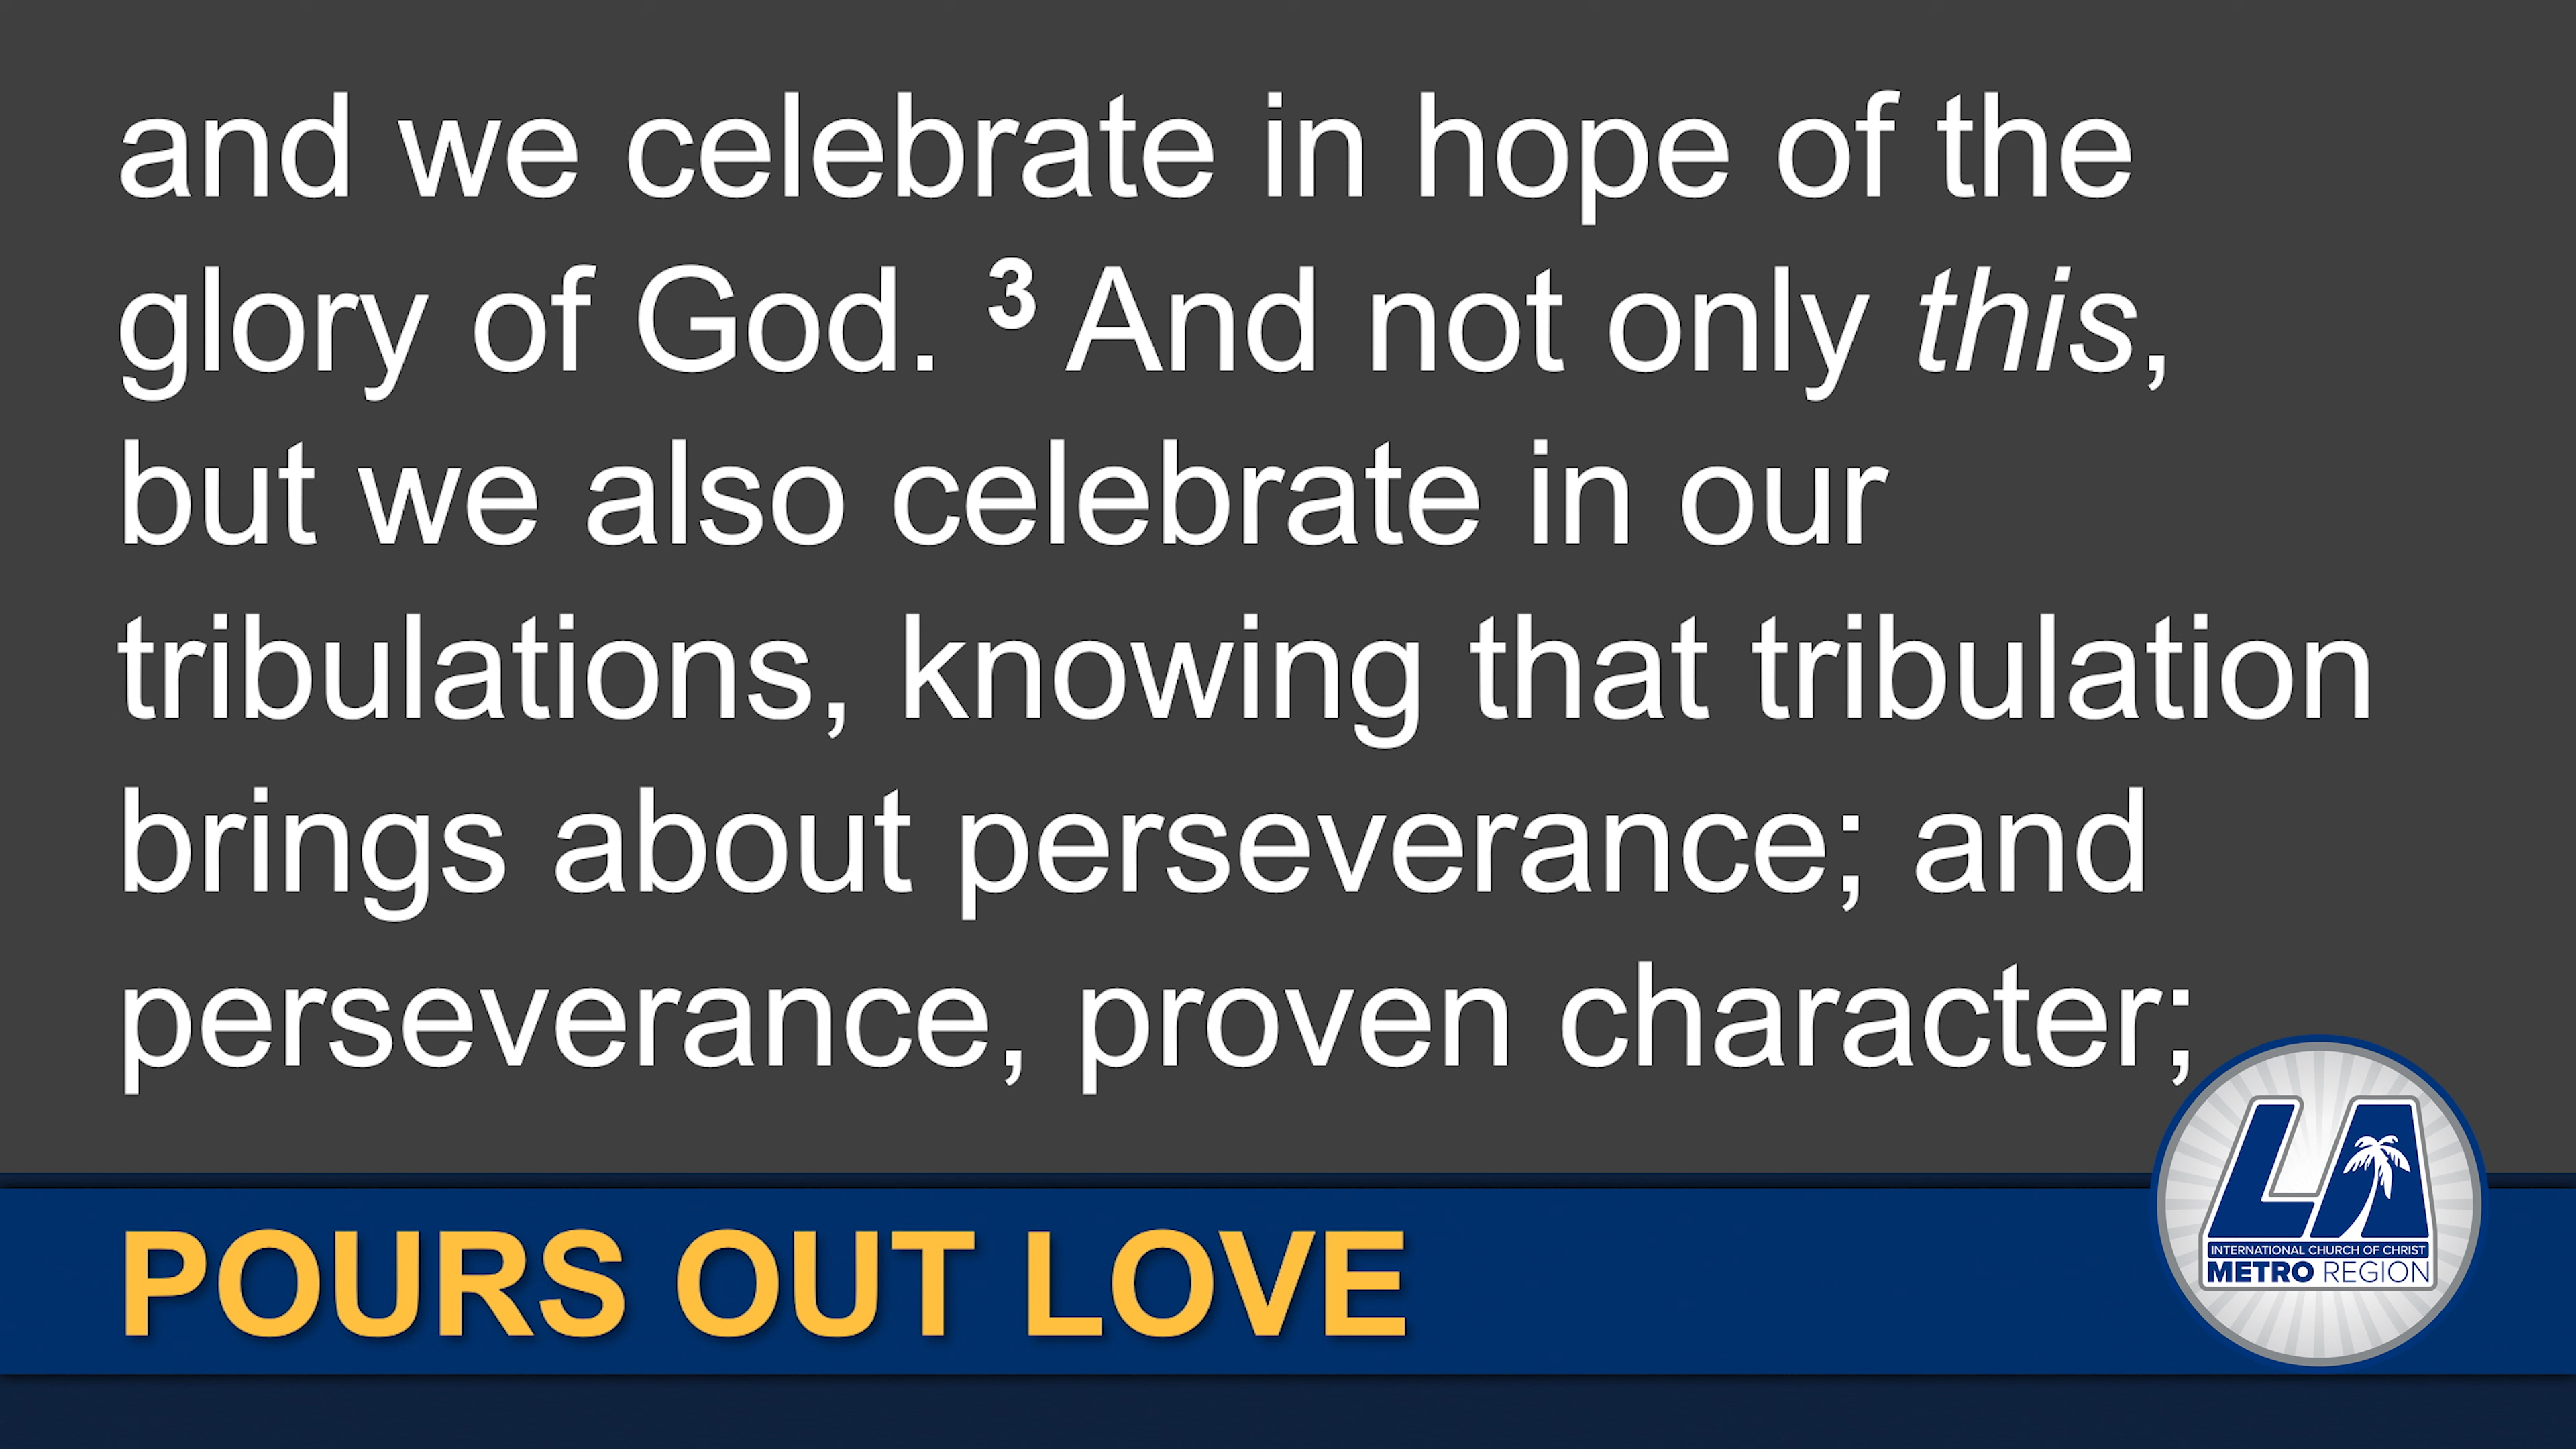 and we celebrate in hope of the
glory of God. ³ And not only this,
but we also celebrate in our
tribulations, knowing that tribulation
brings about perseverance; and
perseverance, proven character;
POURS OUT LOVE
LA
INTERNATIONAL CHURCH OF CHRIST
METRO REGION